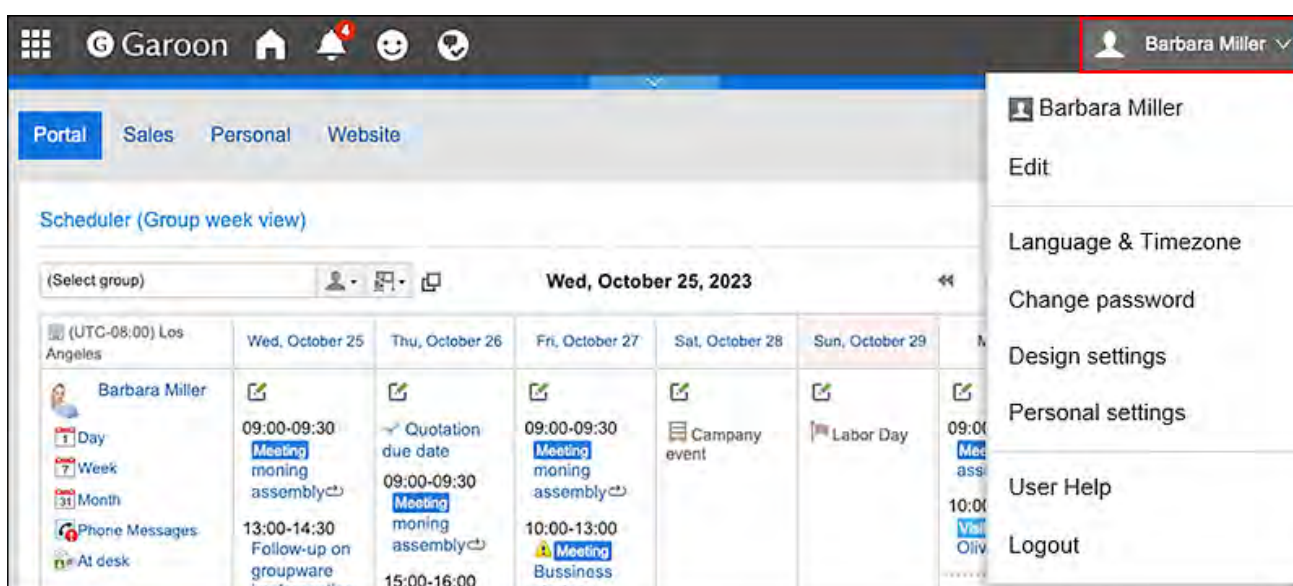 G Garoon
4
Barbara Miller
Portal Sales Personal Website
Scheduler (Group week view)
(Select group)
Wed, October 25, 2023
(UTC-08:00) Los
Angeles
Wed, October 25
Thu, October 26
Fri, October 27
Sat, October 28
Sun, October 29
Barbara Miller
1 Day
7 Week
31 Month
Phone Messages
At desk
09:00-09:30
Meeting
moning
assembly
13:00-14:30
Follow-up on
groupware
Quotation
due date
09:00-09:30
Meeting
moning
assembly
15:00-16:00
09:00-09:30
Meeting
moning
assembly
10:00-13:00
Meeting
Bussiness
Campany
event
Labor Day
Barbara Miller
Edit
Language & Timezone
Change password
Design settings
Personal settings
User Help
Logout